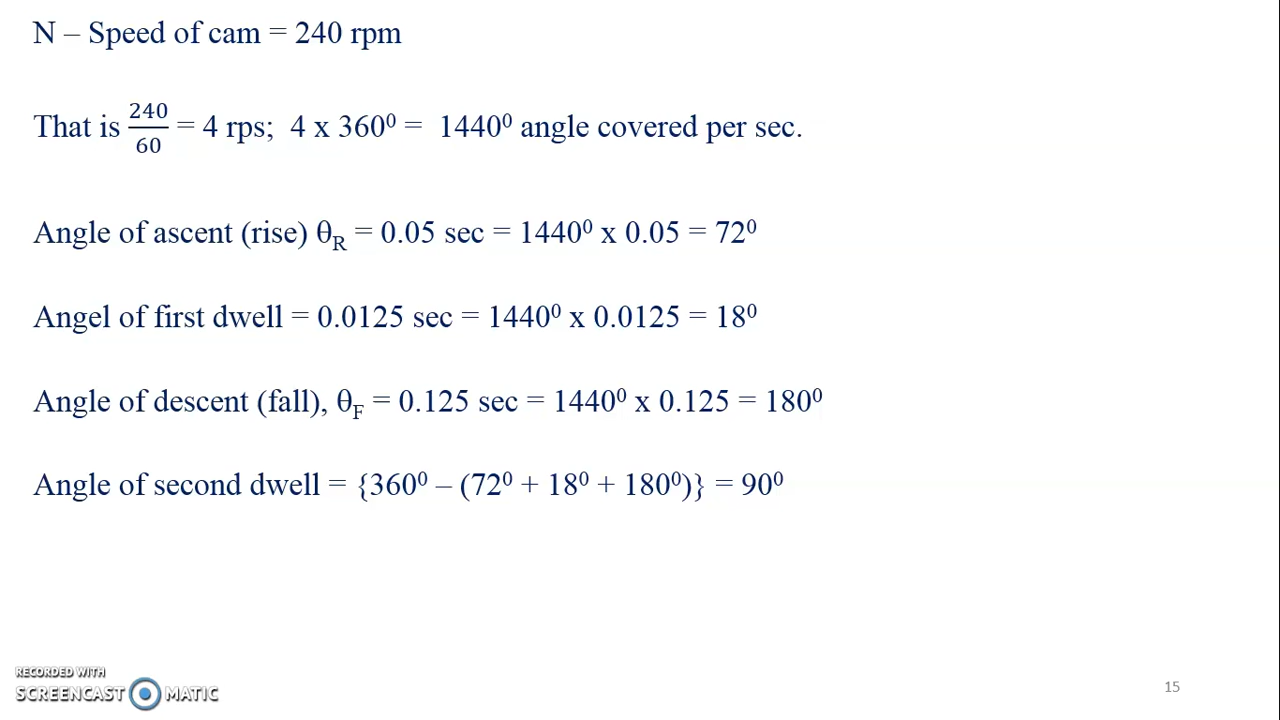 N – Speed of cam = 240 rpm
That is 240/60 = 4 rps;  4 x 360⁰ =  1440⁰ angle covered per sec.
Angle of ascent (rise) θR = 0.05 sec = 1440⁰ x 0.05 = 72⁰
Angel of first dwell = 0.0125 sec = 1440⁰ x 0.0125 = 18⁰
Angle of descent (fall), θF = 0.125 sec = 1440⁰ x 0.125 = 180⁰
Angle of second dwell = {360⁰ – (72⁰ + 18⁰ + 180⁰)} = 90⁰
RECORDED WITH
SCREENCAST MATIC
15